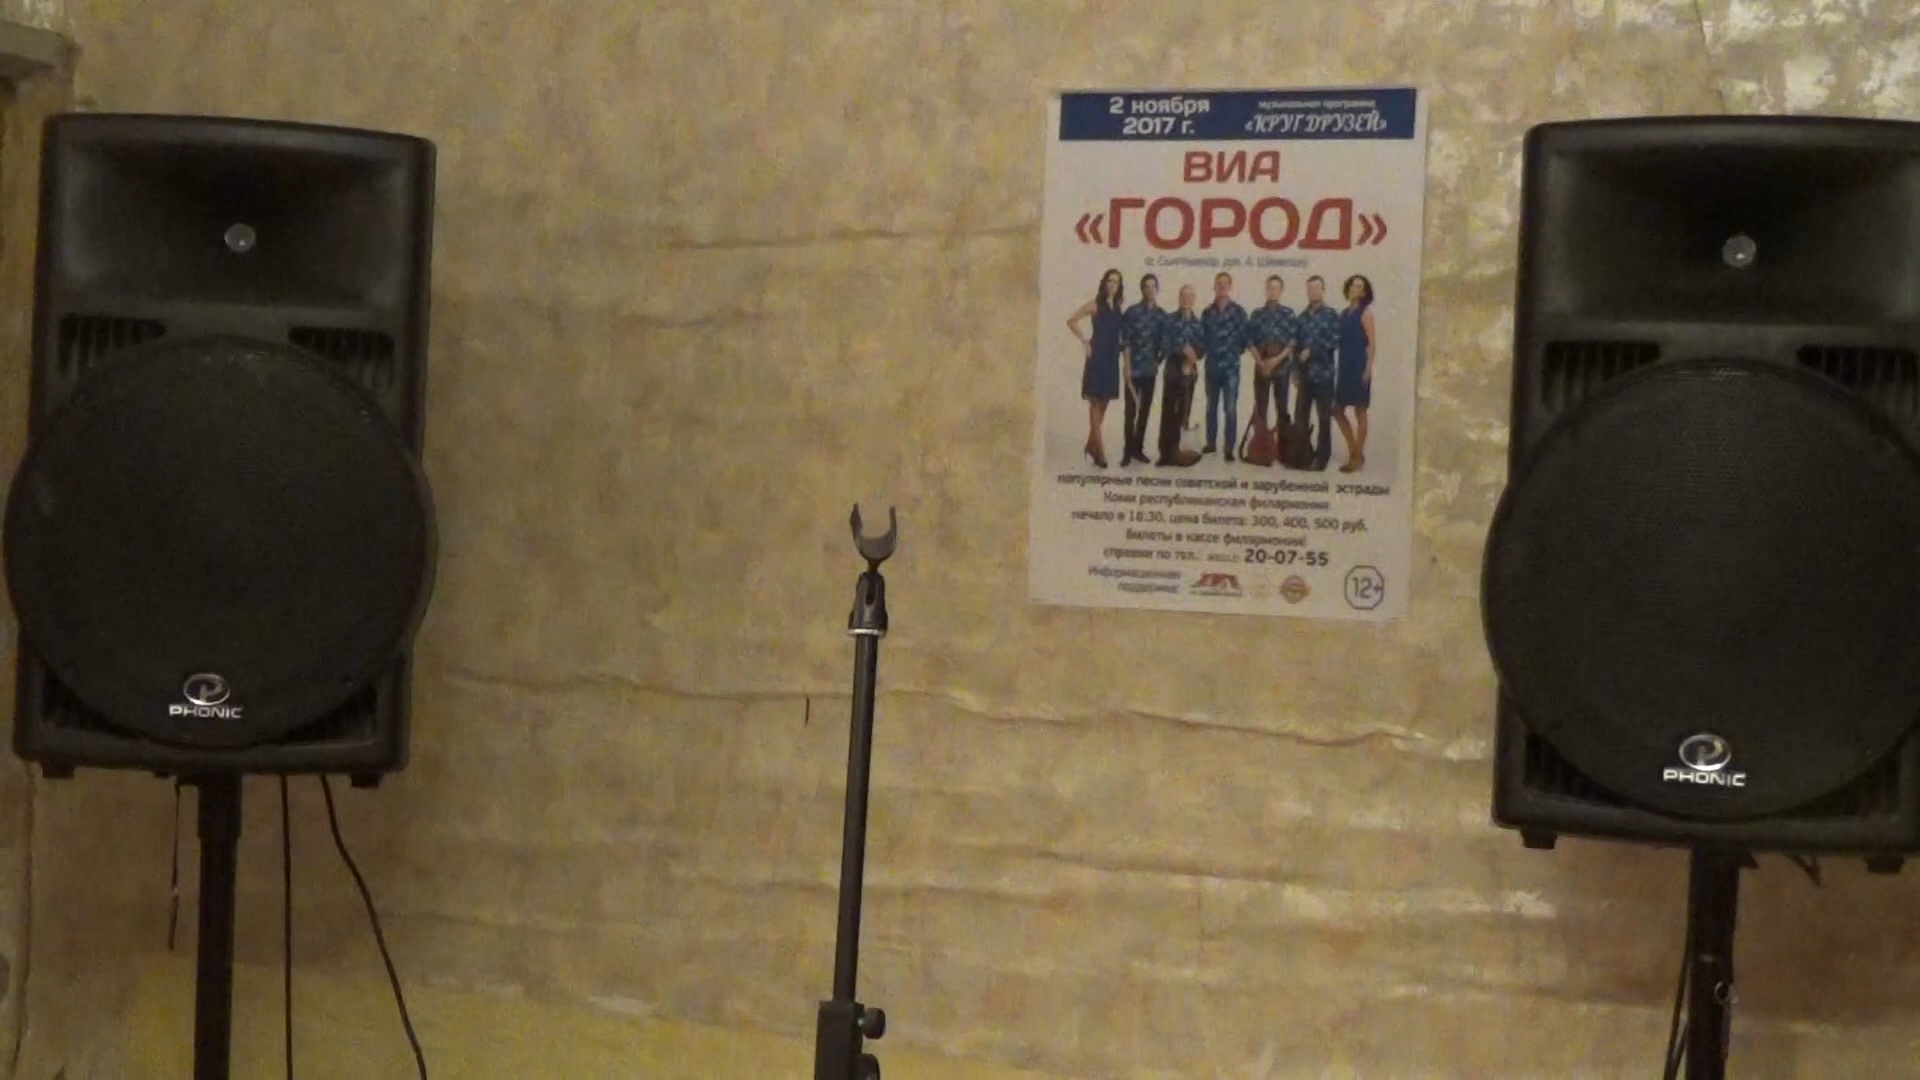 2 ноября
2017 г.
музыкальная программа
«КРУГ ДРУЗЕЙ»
ВИА
«ГОРОД»
популярные песни советской и зарубежной эстрады
Коми республиканская филармония
начало в 18:30, цена билета: 300, 400, 500 руб.
билеты в кассе филармонии
справки по тел.: 20-07-55
Информационная
поддержка:
12+
PHONIC
PHONIC